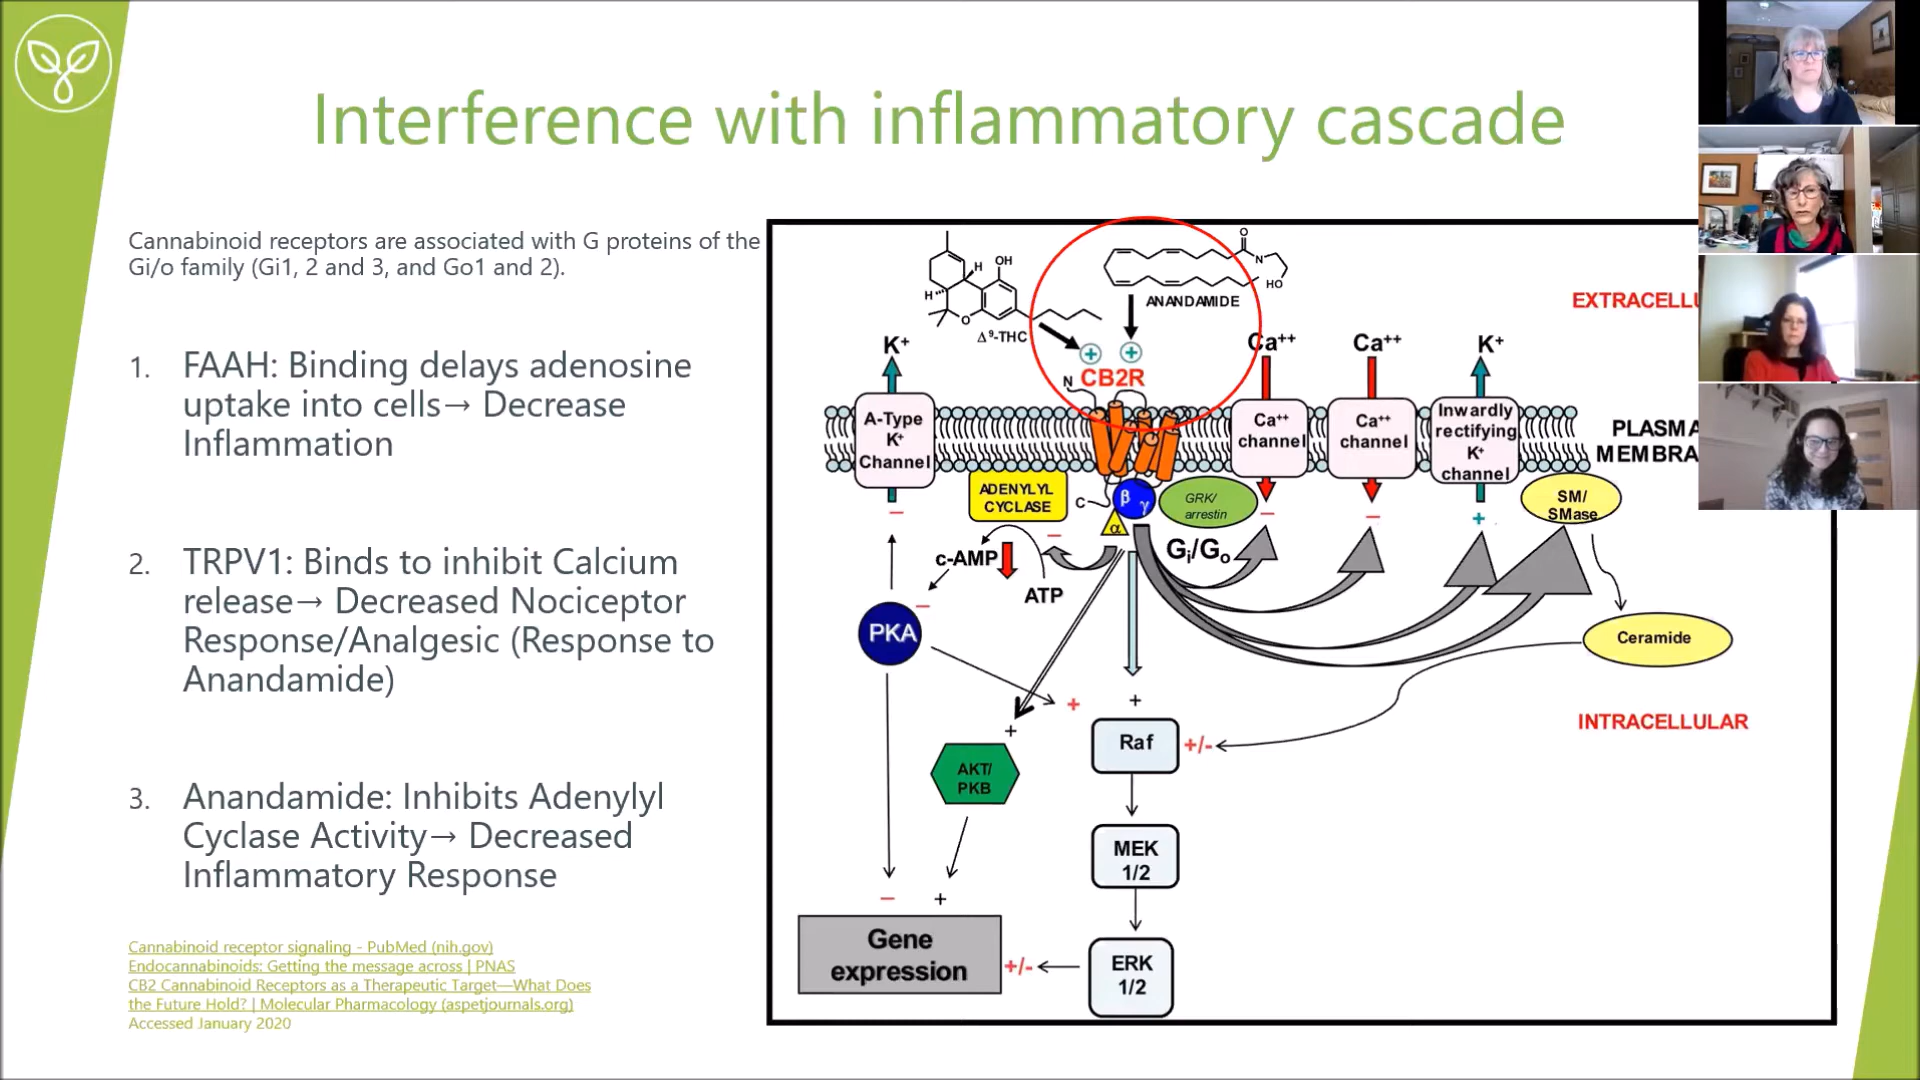 Interference with inflammatory cascade
Cannabinoid receptors are associated with G proteins of the
Gi/o family (Gi1, 2 and 3, and Go1 and 2).
1. FAAH: Binding delays adenosine
uptake into cells→ Decrease
Inflammation
2. TRPV1: Binds to inhibit Calcium
release→ Decreased Nociceptor
Response/Analgesic (Response to
Anandamide)
3. Anandamide: Inhibits Adenylyl
Cyclase Activity→ Decreased
Inflammatory Response
Cannabinoid receptor signaling - PubMed (nih.gov)
Endocannabinoids: Getting the message across | PNAS
CB2 Cannabinoid Receptors as a Therapeutic Target—What Does
the Future Hold? | Molecular Pharmacology (aspetjournals.org)
Accessed January 2020
H
OH
H
O
Δ⁹-THC
O
N
HO
ANANDAMIDE
EXTRACELLU
K⁺
Ca⁺⁺
Ca⁺⁺
K⁺
N
CB2R
A-Type
K⁺
Channel
Ca⁺⁺
channel
Ca⁺⁺
channel
Inwardly
rectifying
K⁺
channel
PLASMA
MEMBRA
ADENYLYL
CYCLASE
C
β
γ
α
GRK/
arrestin
SM/
SMase
−
−
−
+
−
c-AMP
Gi/Go
ATP
−
PKA
Ceramide
+
+
+
INTRACELLULAR
Raf
+/-
AKT/
PKB
MEK
1/2
−
+
Gene
expression
+/-
ERK
1/2